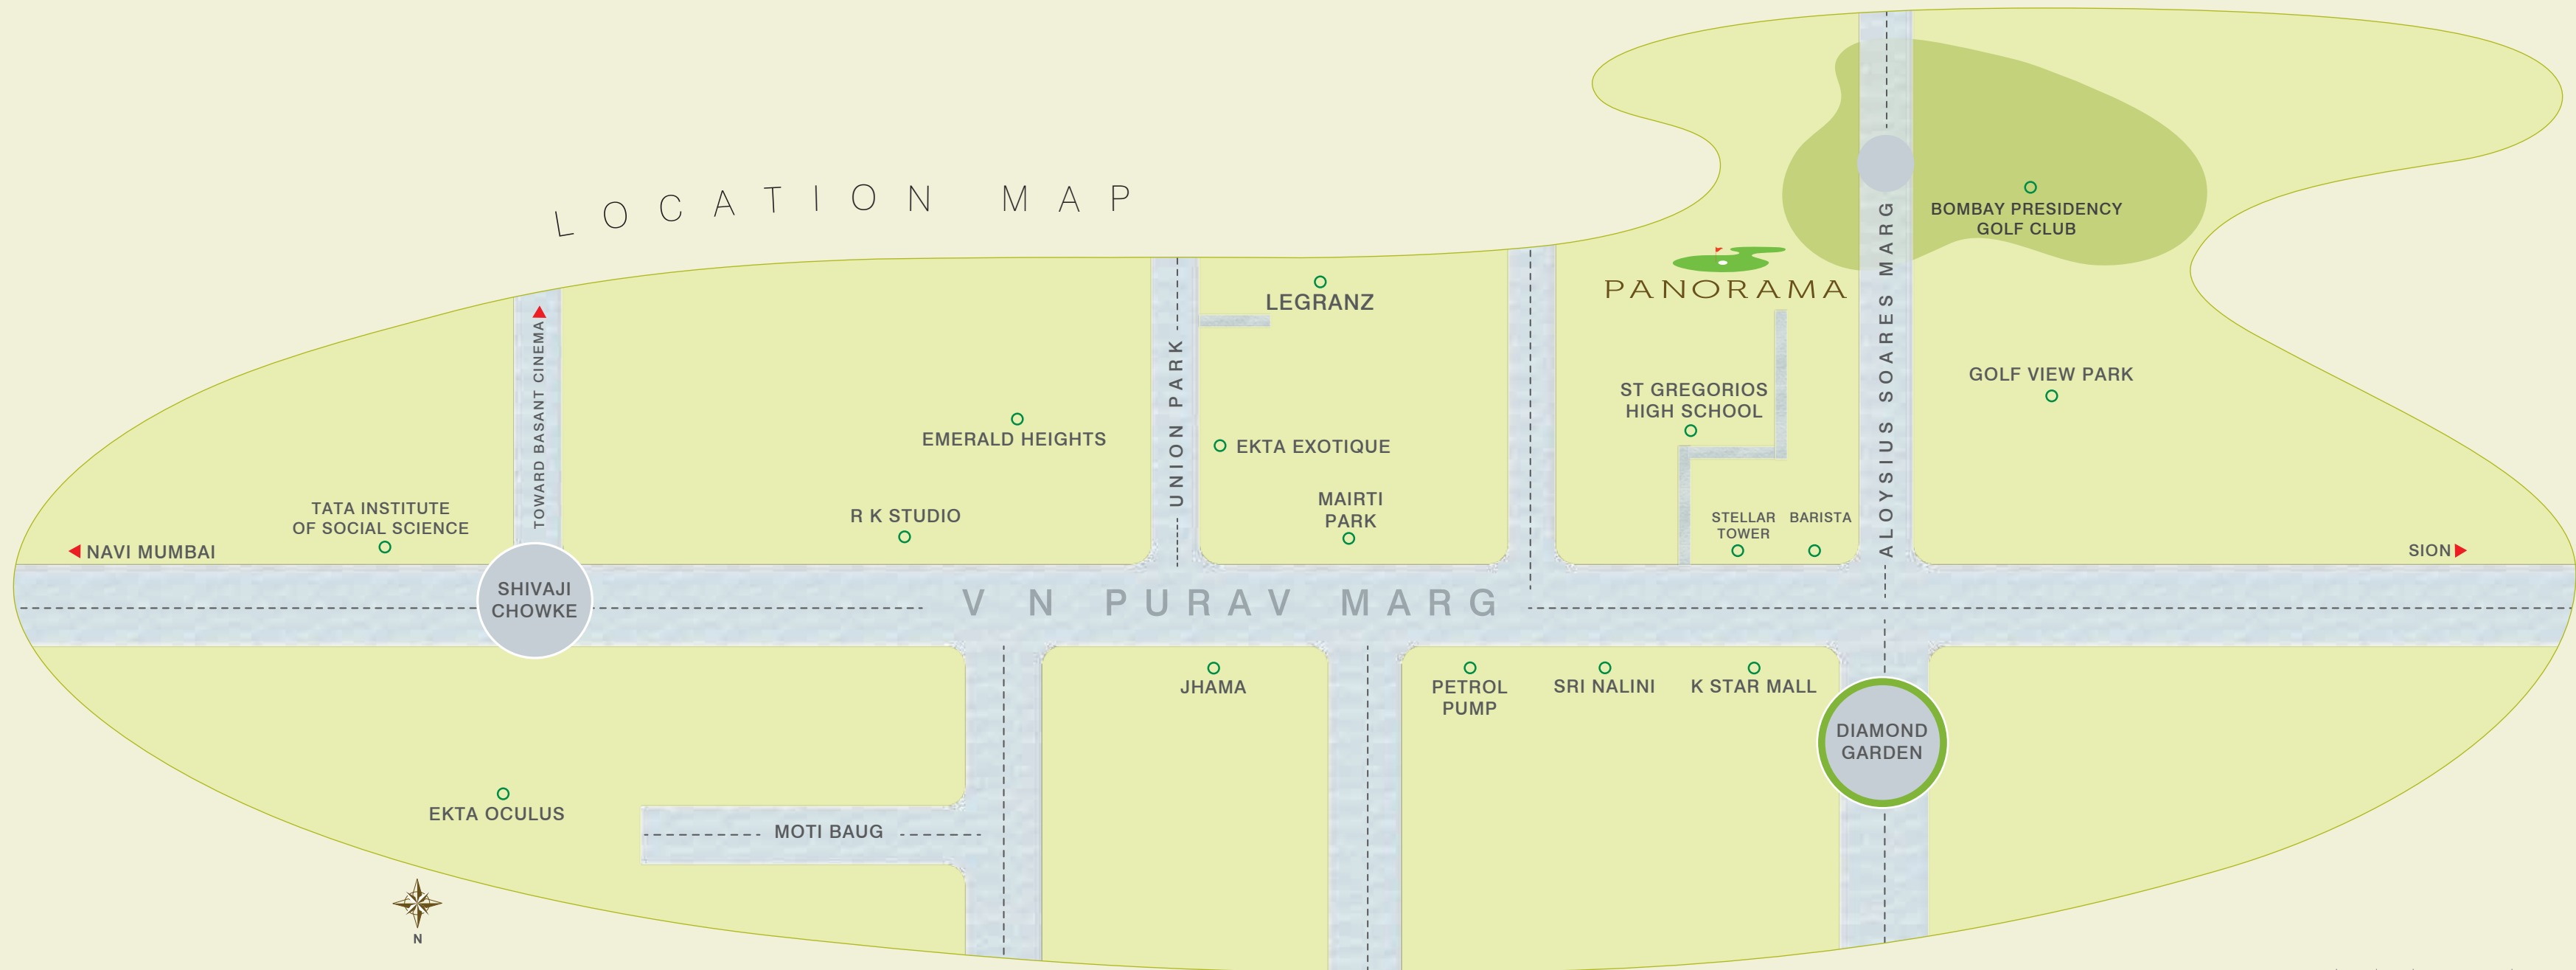 LOCATION MAP
BOMBAY PRESIDENCY
GOLF CLUB
PANORAMA
LEGRANZ
ALOYSIUS SOARES MARG
UNION PARK
TOWARD BASANT CINEMA
GOLF VIEW PARK
ST GREGORIOS
HIGH SCHOOL
EMERALD HEIGHTS
EKTA EXOTIQUE
MAIRTI
PARK
TATA INSTITUTE
OF SOCIAL SCIENCE
R K STUDIO
STELLAR
TOWER
BARISTA
NAVI MUMBAI
SION
SHIVAJI
CHOWKE
V N PURAV MARG
JHAMA
PETROL
PUMP
SRI NALINI
K STAR MALL
DIAMOND
GARDEN
EKTA OCULUS
MOTI BAUG
N